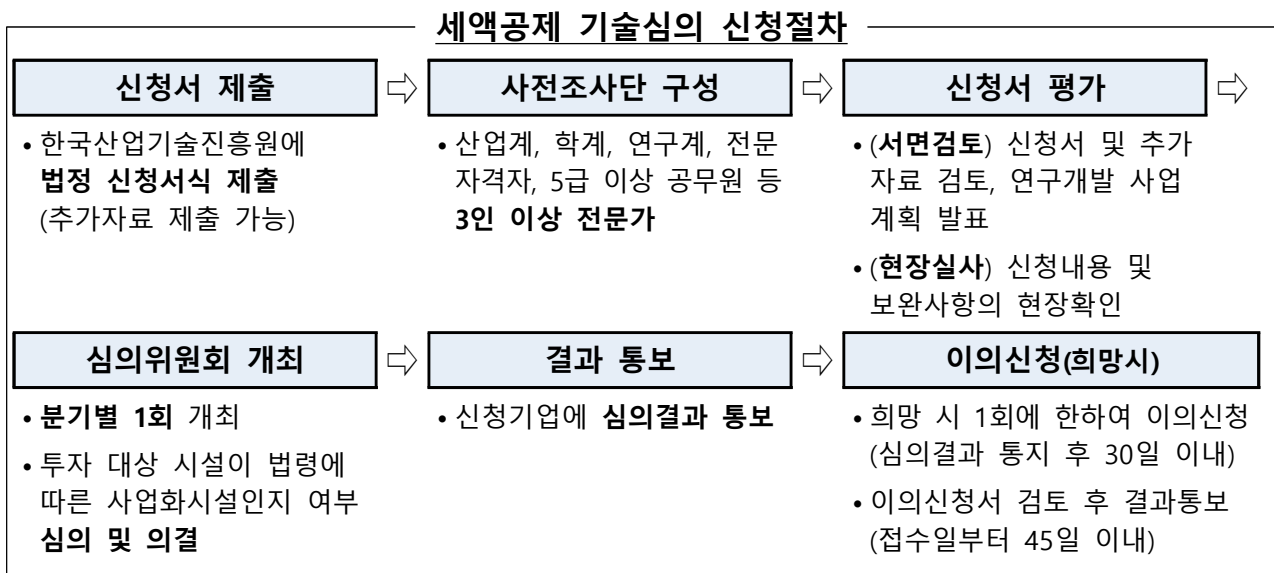 세액공제 기술심의 신청절차
신청서 제출
• 한국산업기술진흥원에
법정 신청서식 제출
(추가자료 제출 가능)
⇨
사전조사단 구성
• 산업계, 학계, 연구계, 전문
자격자, 5급 이상 공무원 등
3인 이상 전문가
⇨
신청서 평가
• (서면검토) 신청서 및 추가
자료 검토, 연구개발 사업
계획 발표
• (현장실사) 신청내용 및
보완사항의 현장확인
⇨
심의위원회 개최
• 분기별 1회 개최
• 투자 대상 시설이 법령에
따른 사업화시설인지 여부
심의 및 의결
⇨
결과 통보
• 신청기업에 심의결과 통보
⇨
이의신청(희망시)
• 희망 시 1회에 한하여 이의신청
(심의결과 통지 후 30일 이내)
• 이의신청서 검토 후 결과통보
(접수일부터 45일 이내)